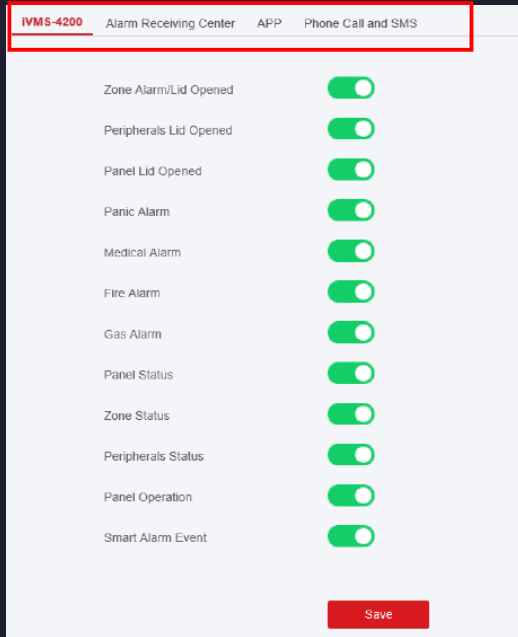 iVMS-4200 Alarm Receiving Center APP Phone Call and SMS
Zone Alarm/Lid Opened
Peripherals Lid Opened
Panel Lid Opened
Panic Alarm
Medical Alarm
Fire Alarm
Gas Alarm
Panel Status
Zone Status
Peripherals Status
Panel Operation
Smart Alarm Event
Save